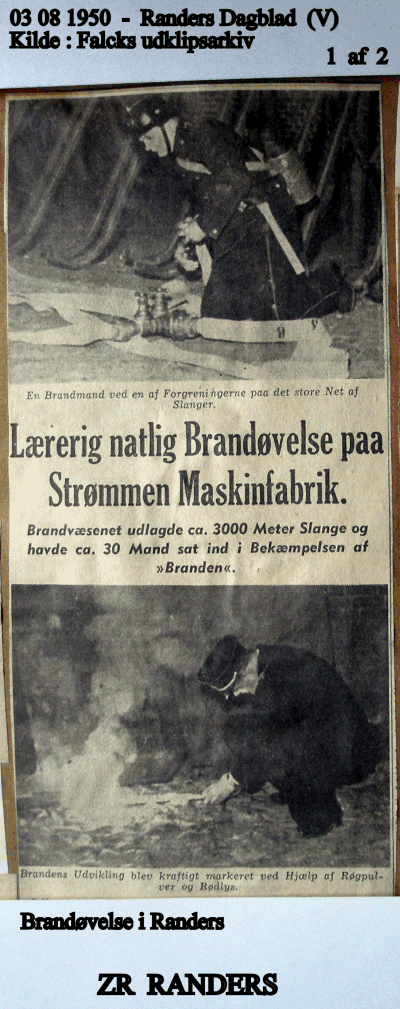 03 08 1950 - Randers Dagblad (V)
Kilde : Falcks udklipsarkiv
1 af 2
En Brandmand ved en af Forgreningerne paa det store Net af
Slanger.
Lærerig natlig Brandøvelse paa
Strømmen Maskinfabrik.
Brandvæsenet udlagde ca. 3000 Meter Slange og
havde ca. 30 Mand sat ind i Bekæmpelsen af
»Branden«.
Brandens Udvikling blev kraftigt markeret ved Hjælp af Røgpul-
ver og Rødlys.
Brandøvelse i Randers
ZR RANDERS